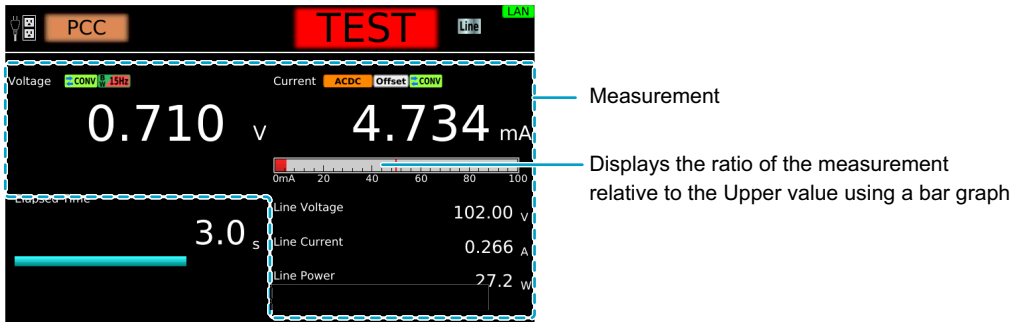 LAN
PCC TEST Line
Voltage CONV 15Hz Current ACDC Offset CONV
0.710 V 4.734 mA
Measurement
0mA 20 40 60 80 100
Displays the ratio of the measurement
relative to the Upper value using a bar graph
Elapsed Time
3.0 s
Line Voltage 102.00 V
Line Current 0.266 A
Line Power 27.2 W